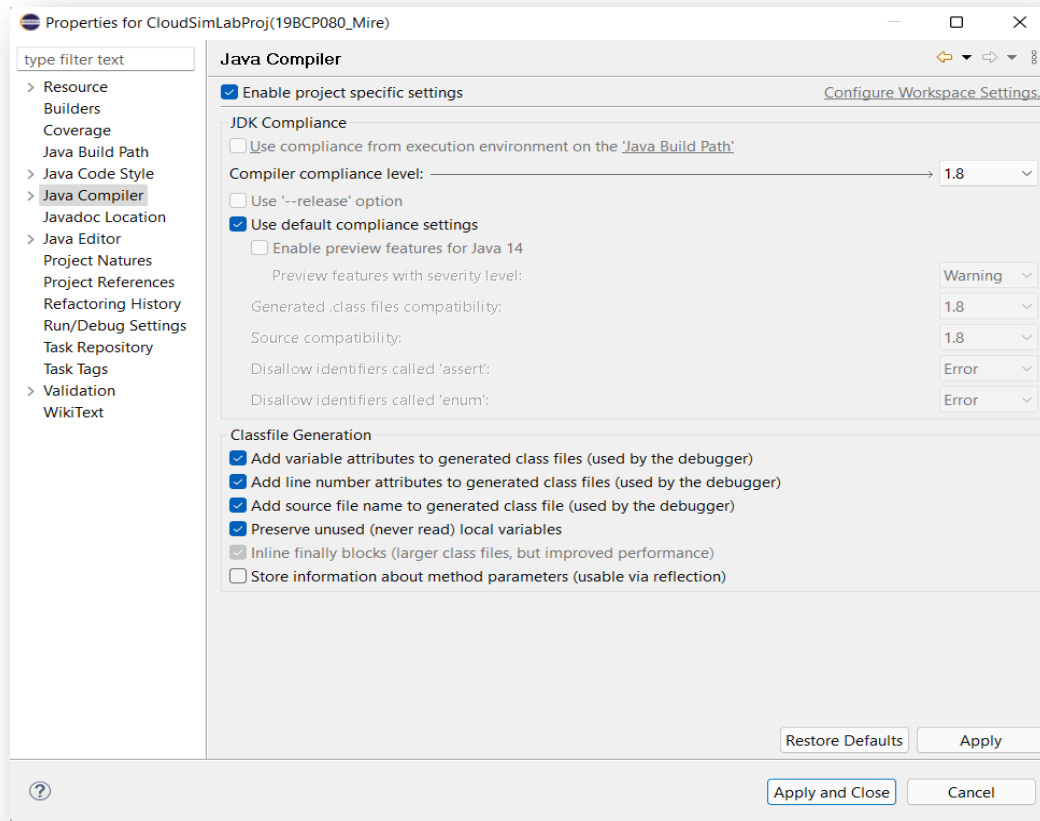 Properties for CloudSimLabProj(19BCP080_Mire)
type filter text
Resource
Builders
Coverage
Java Build Path
Java Code Style
Java Compiler
Javadoc Location
Java Editor
Project Natures
Project References
Refactoring History
Run/Debug Settings
Task Repository
Task Tags
Validation
WikiText
Java Compiler
Enable project specific settings
Configure Workspace Settings.
JDK Compliance
Use compliance from execution environment on the 'Java Build Path'
Compiler compliance level: 1.8
Use '--release' option
Use default compliance settings
Enable preview features for Java 14
Preview features with severity level: Warning
Generated .class files compatibility: 1.8
Source compatibility: 1.8
Disallow identifiers called 'assert': Error
Disallow identifiers called 'enum': Error
Classfile Generation
Add variable attributes to generated class files (used by the debugger)
Add line number attributes to generated class files (used by the debugger)
Add source file name to generated class file (used by the debugger)
Preserve unused (never read) local variables
Inline finally blocks (larger class files, but improved performance)
Store information about method parameters (usable via reflection)
Restore Defaults Apply
? Apply and Close Cancel